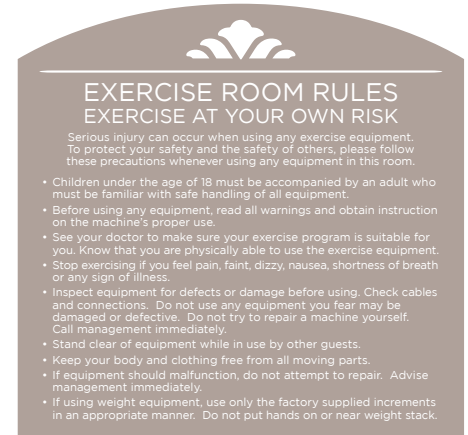 EXERCISE ROOM RULES
EXERCISE AT YOUR OWN RISK
Serious injury can occur when using any exercise equipment.
To protect your safety and the safety of others, please follow
these precautions whenever using any equipment in this room.
• Children under the age of 18 must be accompanied by an adult who
must be familiar with safe handling of all equipment.
• Before using any equipment, read all warnings and obtain instruction
on the machine's proper use.
• See your doctor to make sure your exercise program is suitable for
you. Know that you are physically able to use the exercise equipment.
• Stop exercising if you feel pain, faint, dizzy, nausea, shortness of breath
or any sign of illness.
• Inspect equipment for defects or damage before using. Check cables
and connections. Do not use any equipment you fear may be
damaged or defective. Do not try to repair a machine yourself.
Call management immediately.
• Stand clear of equipment while in use by other guests.
• Keep your body and clothing free from all moving parts.
• If equipment should malfunction, do not attempt to repair. Advise
management immediately.
• If using weight equipment, use only the factory supplied increments
in an appropriate manner. Do not put hands on or near weight stack.